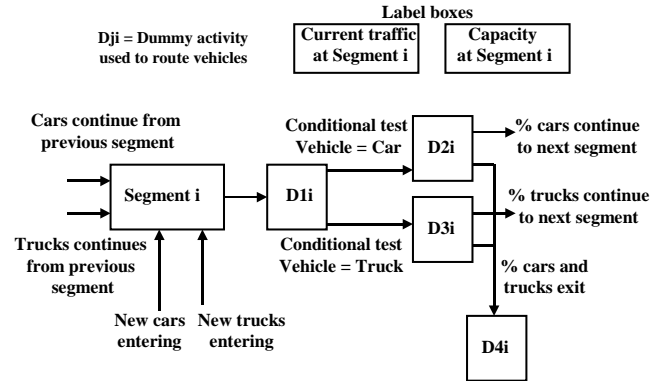 Label boxes
Dji = Dummy activity
used to route vehicles
Current traffic
at Segment i
Capacity
at Segment i
Cars continue from
previous segment
Conditional test
Vehicle = Car
D2i
% cars continue
to next segment
Segment i
D1i
D3i
% trucks continue
to next segment
Trucks continues
from previous
segment
Conditional test
Vehicle = Truck
% cars and
trucks exit
New cars
entering
New trucks
entering
D4i